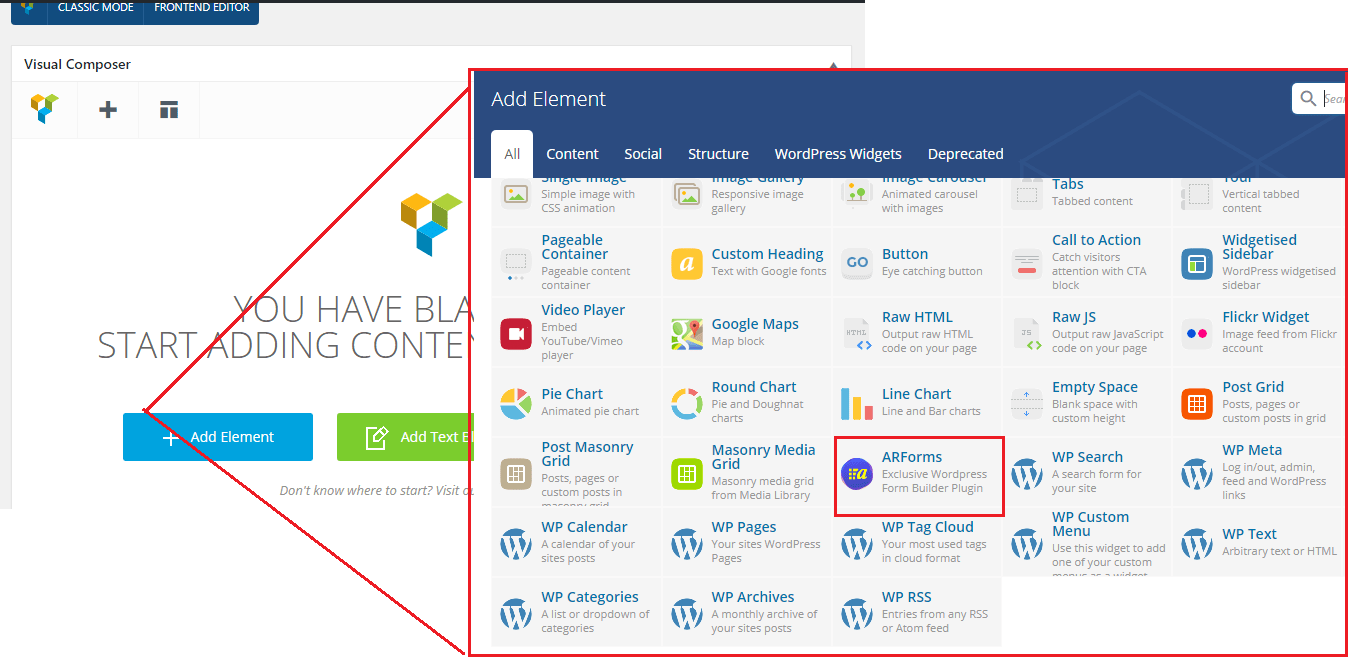 CLASSIC MODE
FRONTEND EDITOR
Visual Composer
YOU HAVE BLA
START ADDING CONTE
Add Element
Add Text E
Don't know where to start? Visit
Add Element
All
Content
Social
Structure
WordPress Widgets
Deprecated
Single Image
Simple image with
CSS animation
Image Gallery
Responsive image
gallery
Image Carousel
Animated carousel
with images
Tabs
Tabbed content
Tour
Vertical tabbed
content
Pageable
Container
Pageable content
container
Custom Heading
Text with Google fonts
Button
Eye catching button
GO
Call to Action
Catch visitors
attention with CTA
block
Widgetised
Sidebar
WordPress widgetised
sidebar
Video Player
Embed
YouTube/Vimeo
player
Google Maps
Map block
HTML
Raw HTML
Output raw HTML
code on your page
JS
Raw JS
Output raw JavaScript
code on your page
Flickr Widget
Image feed from Flickr
account
Pie Chart
Animated pie chart
Round Chart
Pie and Doughnut
charts
Line Chart
Line and Bar charts
Empty Space
Blank space with
custom height
Post Grid
Posts, pages or
custom posts in grid
Post Masonry
Grid
Posts, pages or
custom posts in
masonry grid
Masonry Media
Grid
Masonry media grid
from Media Library
ARForms
Exclusive Wordpress
Form Builder Plugin
WP Search
A search form for
your site
WP Meta
Log in/out, admin,
feed and WordPress
links
WP Calendar
A calendar of your
sites posts
WP Pages
Your sites WordPress
Pages
WP Tag Cloud
Your most used tags
in cloud format
WP Custom
Menu
Use this widget to add
one of your custom
menus as a widget
WP Text
Arbitrary text or HTML
WP Categories
A list or dropdown of
categories
WP Archives
A monthly archive of
your sites posts
WP RSS
Entries from any RSS
or Atom feed